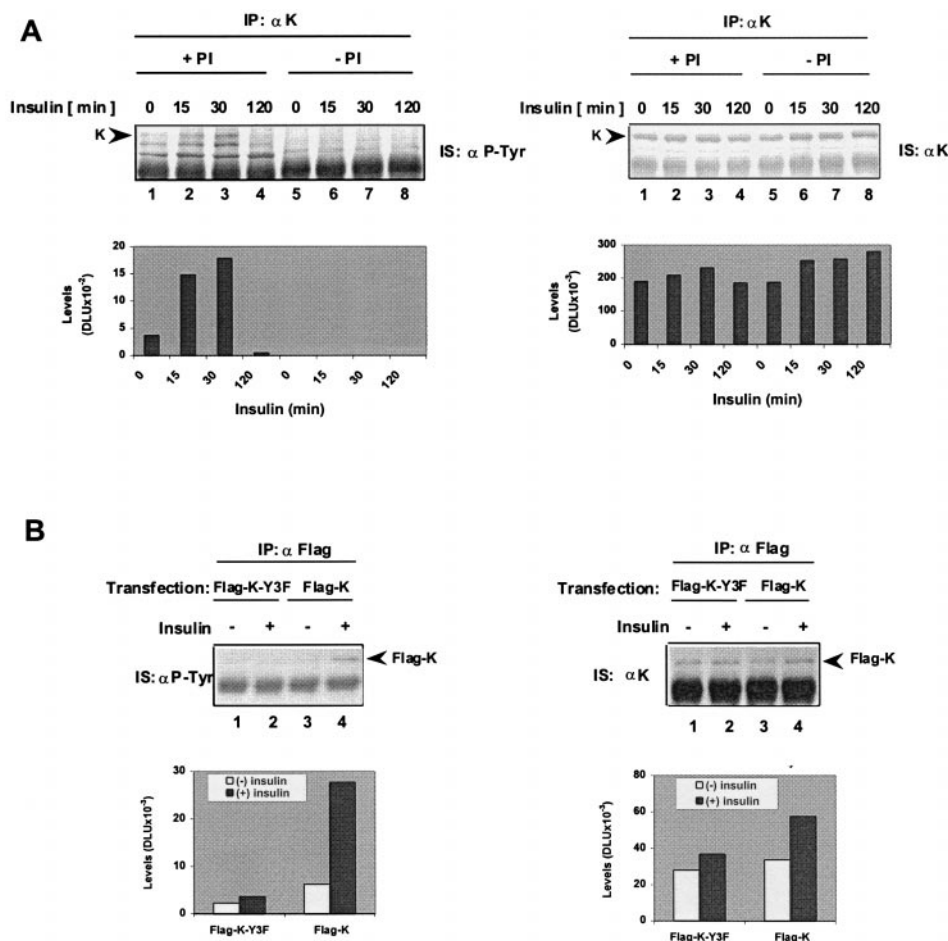 A
IP: α K
+ PI - PI
Insulin [ min ] 0 15 30 120 0 15 30 120
K
IS: α P-Tyr
1 2 3 4 5 6 7 8
20
15
10
5
0
Levels
(DLUx10-2)
0 15 30 120 0 15 30 120
Insulin (min)
IP: α K
+ PI - PI
Insulin [ min ] 0 15 30 120 0 15 30 120
K
IS: αK
1 2 3 4 5 6 7 8
300
200
100
0
Levels
(DLUx10-3)
0 15 30 120 0 15 30 120
Insulin (min)
B
IP: α Flag
Transfection: Flag-K-Y3F Flag-K
Insulin - + - +
Flag-K
IS: αP-Tyr
1 2 3 4
30
20
10
0
Levels (DLUx10-3)
(-) insulin
(+) insulin
Flag-K-Y3F Flag-K
IP: α Flag
Transfection: Flag-K-Y3F Flag-K
Insulin - + - +
Flag-K
IS: αK
1 2 3 4
80
60
40
20
0
Levels (DLUx10-3)
(-) insulin
(+) insulin
Flag-K-Y3F Flag-K